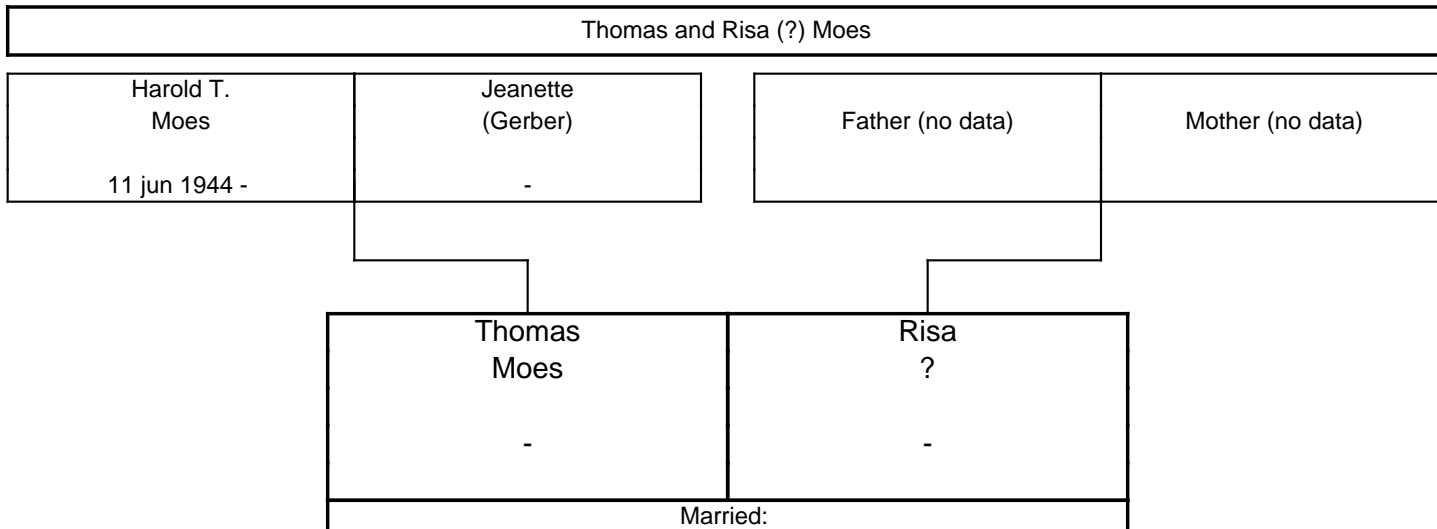 Thomas and Risa (?) Moes
Harold T.
Moes
11 jun 1944 -
Jeanette
(Gerber)
-
Father (no data)
Mother (no data)
Thomas
Moes
-
Risa
?
-
Married: